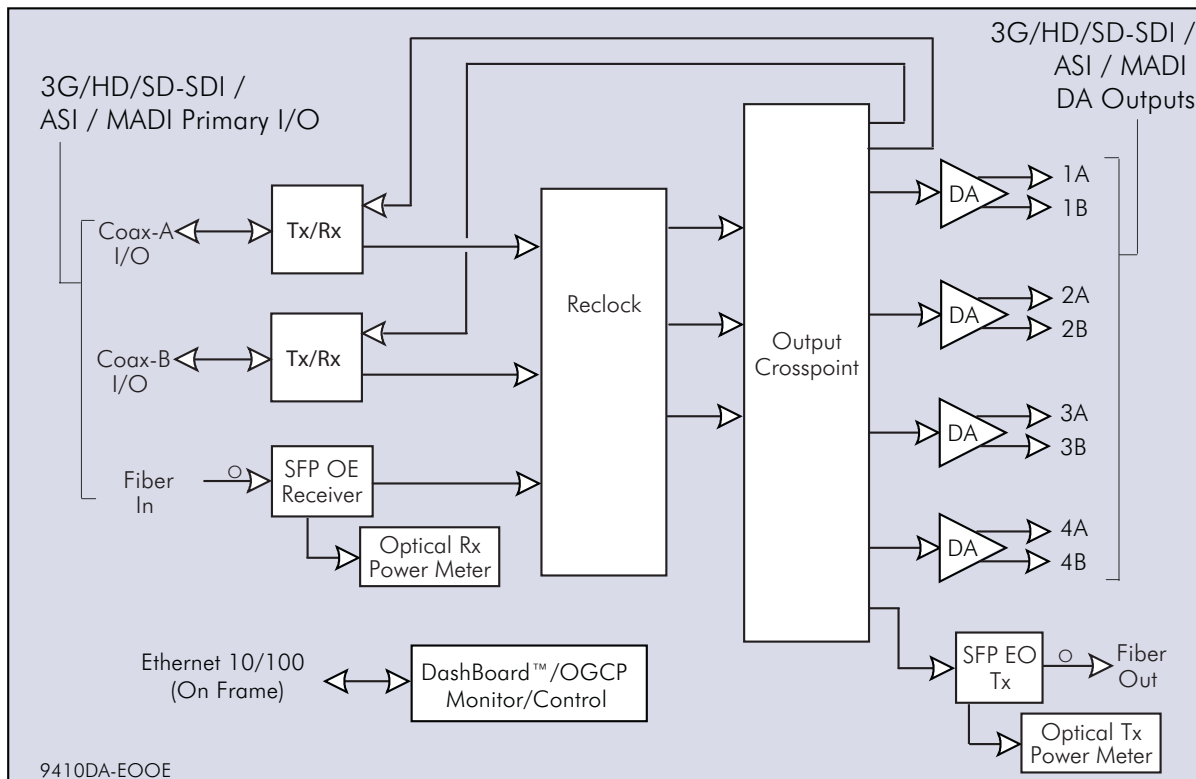 3G/HD/SD-SDI /
ASI / MADI Primary I/O
3G/HD/SD-SDI /
ASI / MADI
DA Outputs
Coax-A
I/O
Tx/Rx
Coax-B
I/O
Tx/Rx
Fiber
In
SFP OE
Receiver
Optical Rx
Power Meter
Reclock
Output
Crosspoint
DA
1A
1B
DA
2A
2B
DA
3A
3B
DA
4A
4B
SFP EO
Tx
Fiber
Out
Optical Tx
Power Meter
Ethernet 10/100
(On Frame)
DashBoard™/OGCP
Monitor/Control
9410DA-EOOE